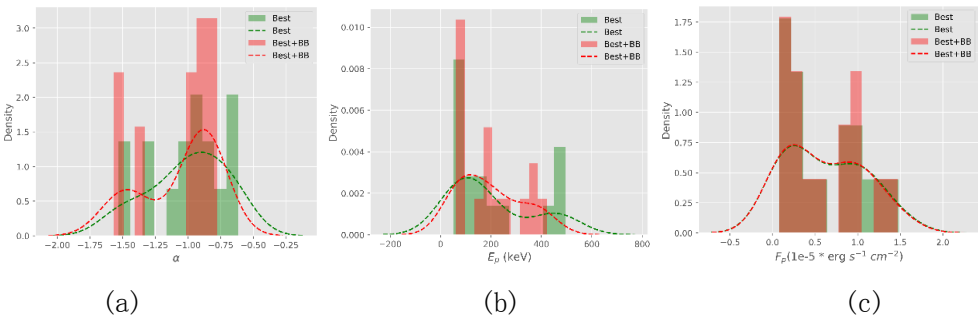 3.0
2.5
2.0
1.5
1.0
0.5
0.0
Density
-2.00 -1.75 -1.50 -1.25 -1.00 -0.75 -0.50 -0.25
α
Best
Best
Best+BB
Best+BB
(a)
0.010
0.008
0.006
0.004
0.002
0.000
Density
-200 0 200 400 600 800
E_p (keV)
Best
Best
Best+BB
Best+BB
(b)
1.75
1.50
1.25
1.00
0.75
0.50
0.25
0.00
Density
-0.5 0.0 0.5 1.0 1.5 2.0
F_p(1e-5 * erg s⁻¹ cm⁻²)
Best
Best
Best+BB
Best+BB
(c)